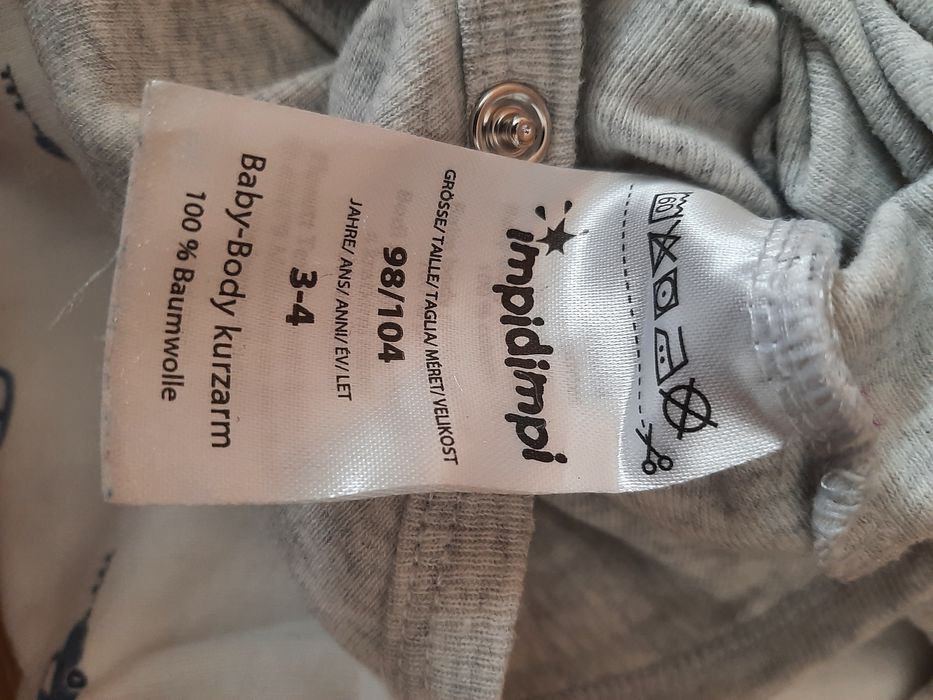 60
impidimpi
GRÖSSE/ TAILLE/ TAGLIA/ MÉRET/ VELIKOST
98/104
JAHRE/ ANS/ ANNI/ ÉV/ LET
3-4
Baby-Body kurzarm
100 % Baumwolle